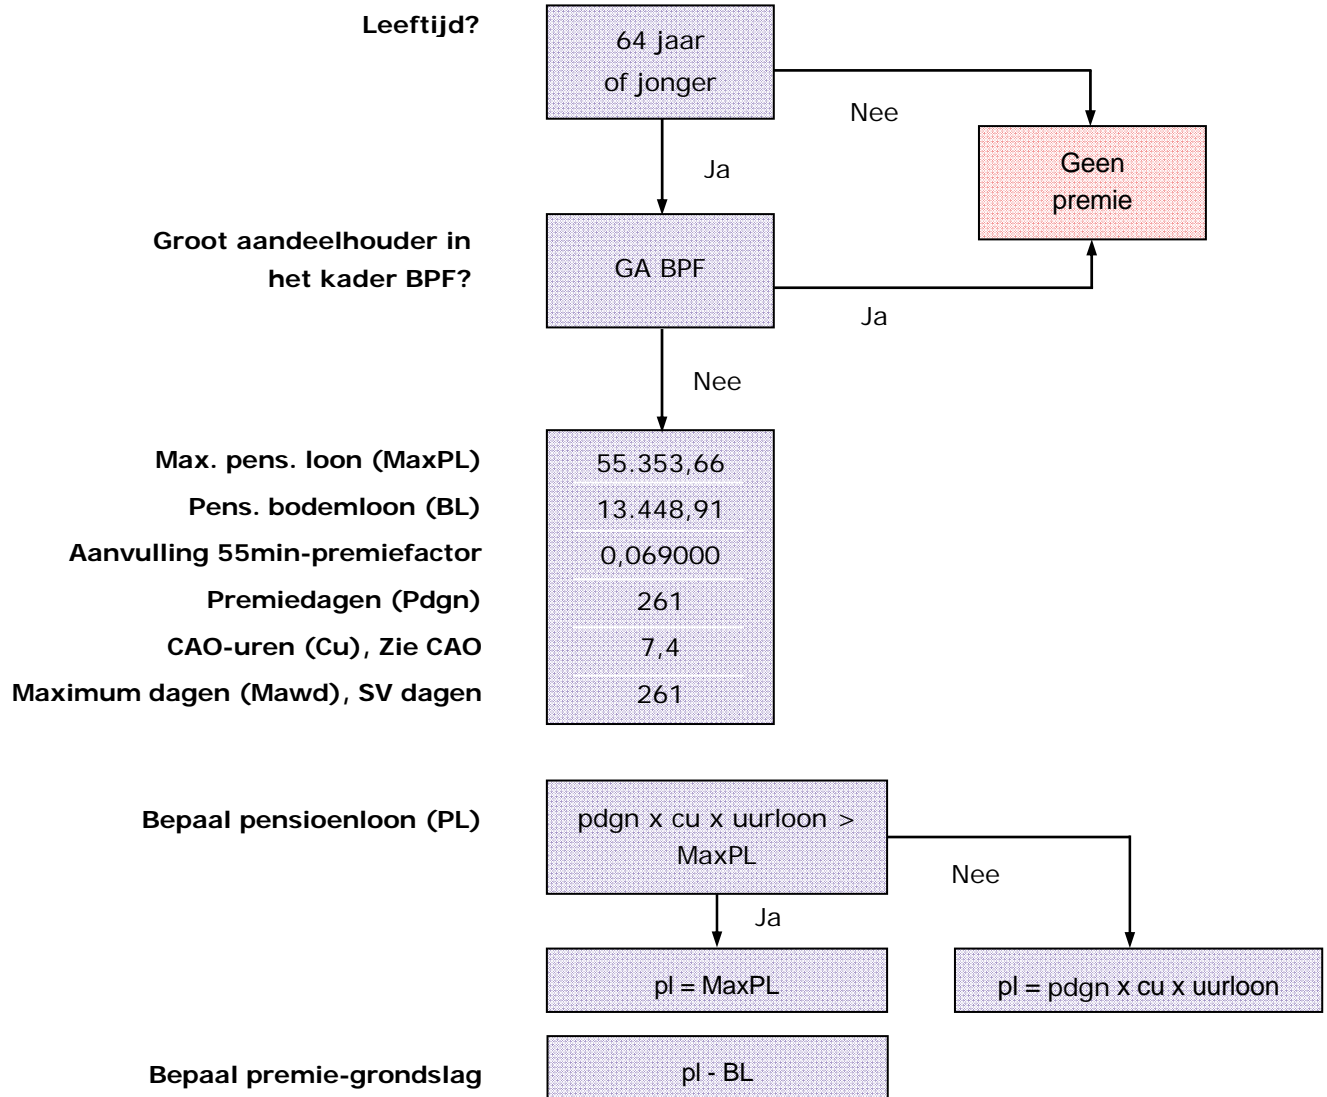 Leeftijd?
64 jaar
of jonger
Nee
Geen
premie
Ja
Groot aandeelhouder in
het kader BPF?
GA BPF
Ja
Nee
Max. pens. loon (MaxPL)
55.353,66
Pens. bodemloon (BL)
13.448,91
Aanvulling 55min-premiefactor
0,069000
Premiedagen (Pdgn)
261
CAO-uren (Cu), Zie CAO
7,4
Maximum dagen (Mawd), SV dagen
261
Bepaal pensioenloon (PL)
pdgn x cu x uurloon >
MaxPL
Nee
Ja
pl = MaxPL
pl = pdgn x cu x uurloon
Bepaal premie-grondslag
pl - BL